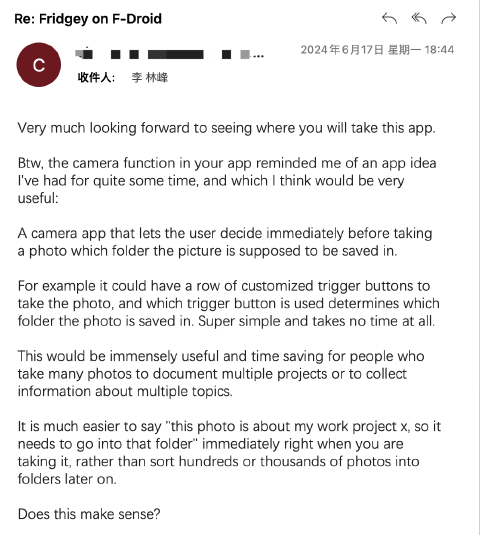 Re: Fridgey on F-Droid
2024年6月17日 星期一 18:44
C
...
收件人: 李 林峰
Very much looking forward to seeing where you will take this app.
Btw, the camera function in your app reminded me of an app idea
I've had for quite some time, and which I think would be very
useful:
A camera app that lets the user decide immediately before taking
a photo which folder the picture is supposed to be saved in.
For example it could have a row of customized trigger buttons to
take the photo, and which trigger button is used determines which
folder the photo is saved in. Super simple and takes no time at all.
This would be immensely useful and time saving for people who
take many photos to document multiple projects or to collect
information about multiple topics.
It is much easier to say "this photo is about my work project x, so it
needs to go into that folder" immediately right when you are
taking it, rather than sort hundreds or thousands of photos into
folders later on.
Does this make sense?